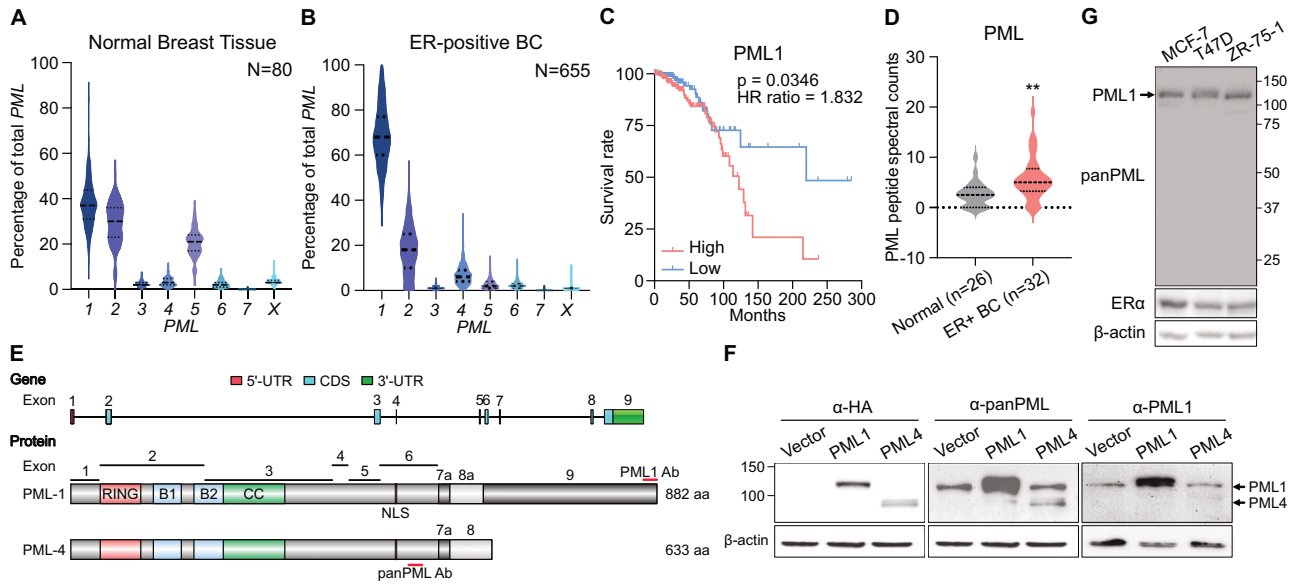 A
Normal Breast Tissue
N=80
Percentage of total PML
100
80
60
40
20
0
1 2 3 4 5 6 7 X
PML
B
ER-positive BC
N=655
Percentage of total PML
100
80
60
40
20
0
1 2 3 4 5 6 7 X
PML
C
PML1
p = 0.0346
HR ratio = 1.832
Survival rate
100
75
50
25
0
High
Low
0 50 100 150 200 250 300
Months
D
PML
**
PML peptide spectral counts
30
20
10
0
-10
Normal (n=26)
ER+ BC (n=32)
G
MCF-7 T47D ZR-75-1
PML1
panPML
150
100
75
50
37
25
ERα
β-actin
E
Gene
5'-UTR CDS 3'-UTR
Exon 1 2 3 4 5 6 7 8 9
Protein
Exon 1 2 3 4 5 6 7a 8a 9 PML1 Ab
PML-1 RING B1 B2 CC 882 aa
NLS
7a 8
PML-4 633 aa
panPML Ab
F
α-HA α-panPML α-PML1
Vector PML1 PML4 Vector PML1 PML4 Vector PML1 PML4
150
100
PML1
PML4
β-actin